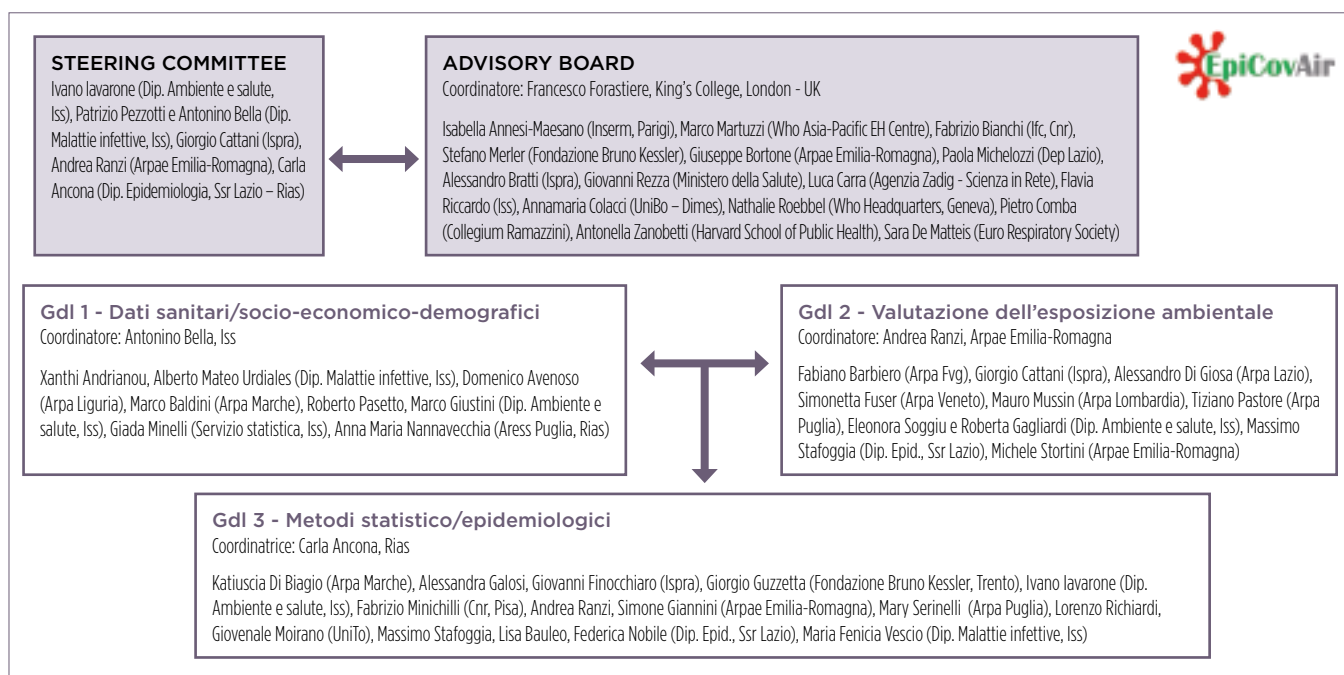 STEERING COMMITTEE
Ivano Iavarone (Dip. Ambiente e salute,
Iss), Patrizio Pezzotti e Antonino Bella (Dip.
Malattie infettive, Iss), Giorgio Cattani (Ispra),
Andrea Ranzi (Arpae Emilia-Romagna), Carla
Ancona (Dip. Epidemiologia, Ssr Lazio – Rias)
ADVISORY BOARD
Coordinatore: Francesco Forastiere, King's College, London - UK
Isabella Annesi-Maesano (Inserm, Parigi), Marco Martuzzi (Who Asia-Pacific EH Centre), Fabrizio Bianchi (Ifc, Cnr),
Stefano Merler (Fondazione Bruno Kessler), Giuseppe Bortone (Arpae Emilia-Romagna), Paola Michelozzi (Dep Lazio),
Alessandro Bratti (Ispra), Giovanni Rezza (Ministero della Salute), Luca Carra (Agenzia Zadig - Scienza in Rete), Flavia
Riccardo (Iss), Annamaria Colacci (UniBo – Dimes), Nathalie Roebbel (Who Headquarters, Geneva), Pietro Comba
(Collegium Ramazzini), Antonella Zanobetti (Harvard School of Public Health), Sara De Matteis (Euro Respiratory Society)
EpiCovAir
Gdl 1 - Dati sanitari/socio-economico-demografici
Coordinatore: Antonino Bella, Iss
Xanthi Andrianou, Alberto Mateo Urdiales (Dip. Malattie infettive, Iss), Domenico Avenoso
(Arpa Liguria), Marco Baldini (Arpa Marche), Roberto Pasetto, Marco Giustini (Dip. Ambiente e
salute, Iss), Giada Minelli (Servizio statistica, Iss), Anna Maria Nannavecchia (Aress Puglia, Rias)
Gdl 2 - Valutazione dell'esposizione ambientale
Coordinatore: Andrea Ranzi, Arpae Emilia-Romagna
Fabiano Barbiero (Arpa Fvg), Giorgio Cattani (Ispra), Alessandro Di Giosa (Arpa Lazio),
Simonetta Fuser (Arpa Veneto), Mauro Mussin (Arpa Lombardia), Tiziano Pastore (Arpa
Puglia), Eleonora Soggiu e Roberta Gagliardi (Dip. Ambiente e salute, Iss), Massimo
Stafoggia (Dip. Epid., Ssr Lazio), Michele Stortini (Arpae Emilia-Romagna)
Gdl 3 - Metodi statistico/epidemiologici
Coordinatrice: Carla Ancona, Rias
Katiuscia Di Biagio (Arpa Marche), Alessandra Galosi, Giovanni Finocchiaro (Ispra), Giorgio Guzzetta (Fondazione Bruno Kessler, Trento), Ivano Iavarone (Dip.
Ambiente e salute, Iss), Fabrizio Minichilli (Cnr, Pisa), Andrea Ranzi, Simone Giannini (Arpae Emilia-Romagna), Mary Serinelli (Arpa Puglia), Lorenzo Richiardi,
Giovenale Moirano (UniTo), Massimo Stafoggia, Lisa Bauleo, Federica Nobile (Dip. Epid., Ssr Lazio), Maria Fenicia Vescio (Dip. Malattie infettive, Iss)